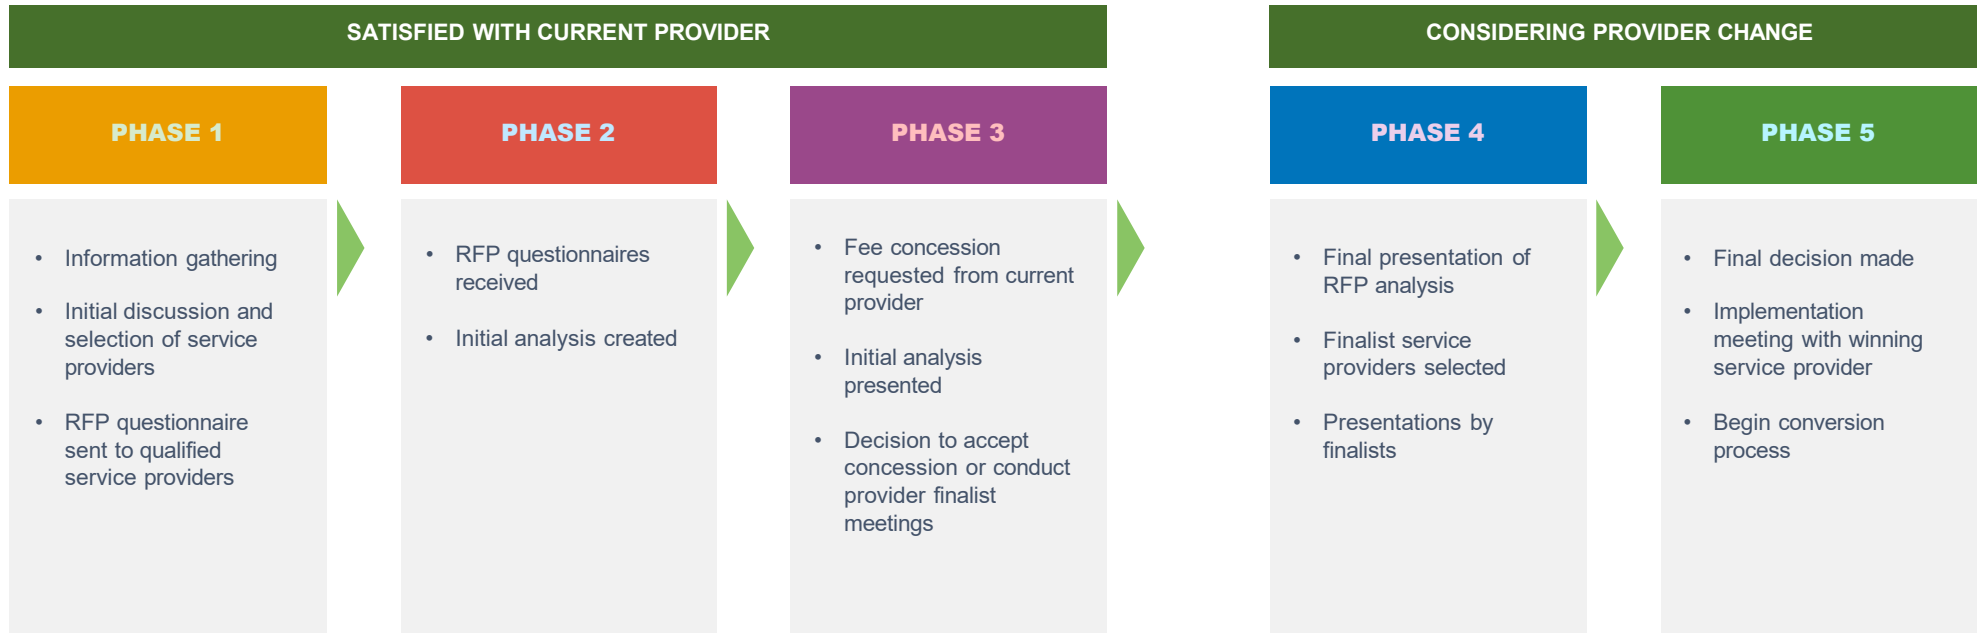 SATISFIED WITH CURRENT PROVIDER
CONSIDERING PROVIDER CHANGE
PHASE 1
• Information gathering
• Initial discussion and
selection of service
providers
• RFP questionnaire
sent to qualified
service providers
PHASE 2
• RFP questionnaires
received
• Initial analysis created
PHASE 3
• Fee concession
requested from current
provider
• Initial analysis
presented
• Decision to accept
concession or conduct
provider finalist
meetings
PHASE 4
• Final presentation of
RFP analysis
• Finalist service
providers selected
• Presentations by
finalists
PHASE 5
• Final decision made
• Implementation
meeting with winning
service provider
• Begin conversion
process